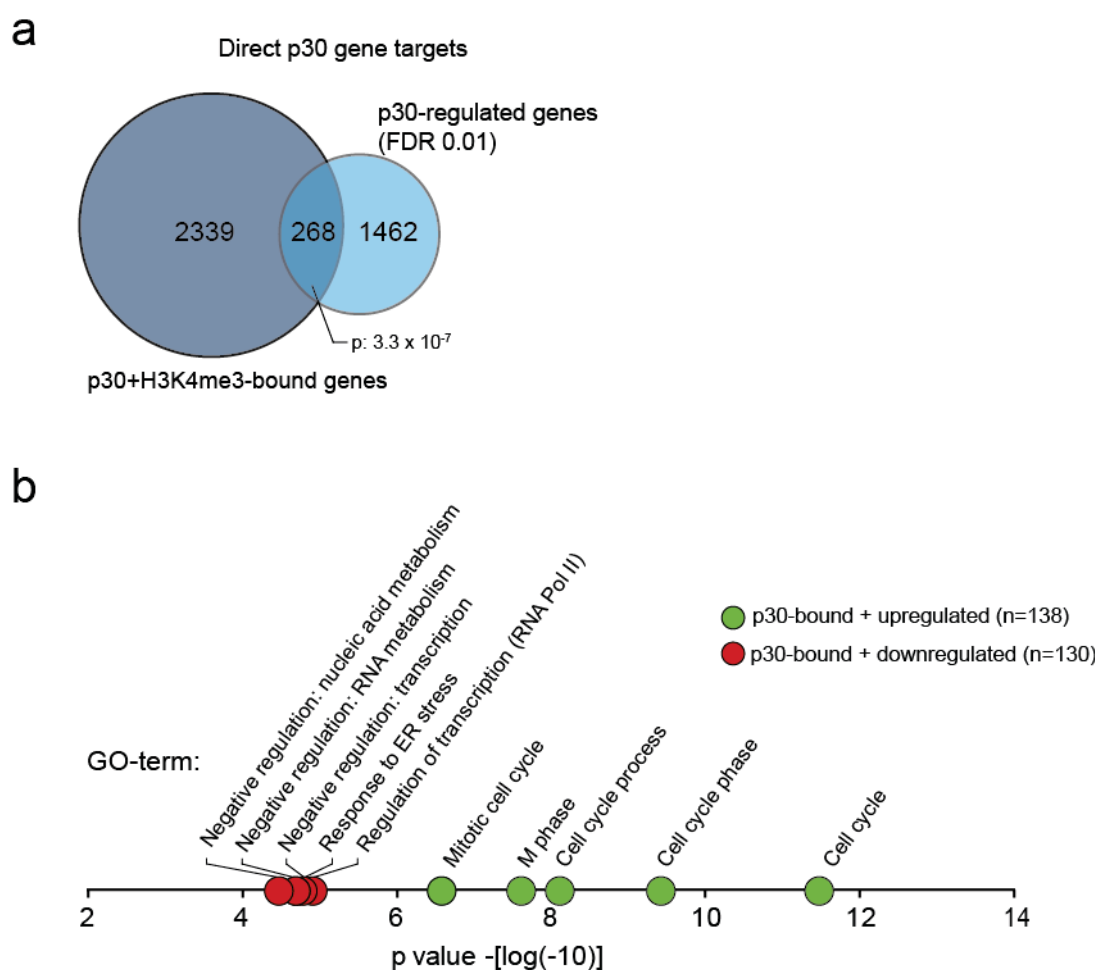 a
Direct p30 gene targets
p30-regulated genes
(FDR 0.01)
2339
268
1462
p: 3.3 x 10⁻⁷
p30+H3K4me3-bound genes
b
Negative regulation: nucleic acid metabolism
Negative regulation: RNA metabolism
Negative regulation: transcription
Response to ER stress
Regulation of transcription (RNA Pol II)
p30-bound + upregulated (n=138)
p30-bound + downregulated (n=130)
GO-term:
Mitotic cell cycle
M phase
Cell cycle process
Cell cycle phase
Cell cycle
2 4 6 8 10 12 14
p value -[log(-10)]